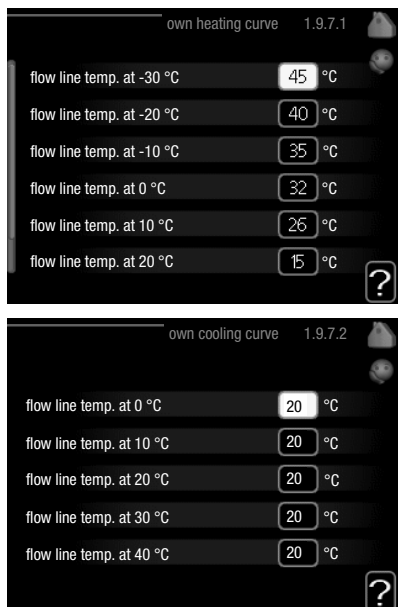 own heating curve 1.9.7.1
flow line temp. at -30 °C 45 °C
flow line temp. at -20 °C 40 °C
flow line temp. at -10 °C 35 °C
flow line temp. at 0 °C 32 °C
flow line temp. at 10 °C 26 °C
flow line temp. at 20 °C 15 °C
?
own cooling curve 1.9.7.2
flow line temp. at 0 °C 20 °C
flow line temp. at 10 °C 20 °C
flow line temp. at 20 °C 20 °C
flow line temp. at 30 °C 20 °C
flow line temp. at 40 °C 20 °C
?